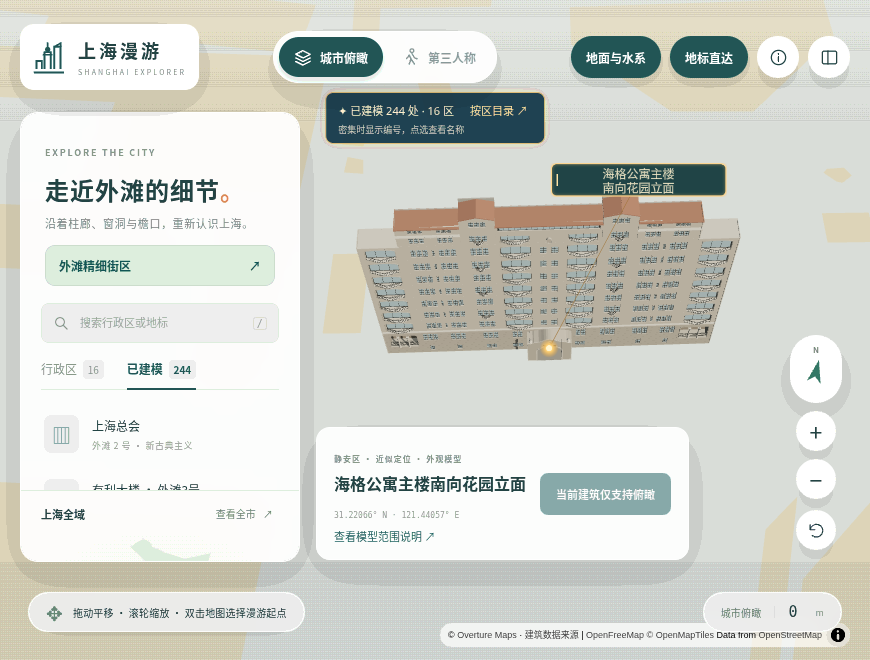 上海漫游
SHANGHAI EXPLORER
城市俯瞰
第三人称
地面与水系
地标直达
✦ 已建模 244 处 · 16 区 按区目录 ↗
密集时显示编号，点选查看名称
EXPLORE THE CITY
走近外滩的细节。
沿着柱廊、窗洞与檐口，重新认识上海。
外滩精细街区 ↗
搜索行政区或地标 /
行政区 16 已建模 244
上海总会
外滩 2 号 · 新古典主义
有利大楼 · 外滩3号
上海全域 查看全市 ↗
海格公寓主楼
南向花园立面
N
+
−
静安区 · 近似定位 · 外观模型
海格公寓主楼南向花园立面
当前建筑仅支持俯瞰
31.22066° N · 121.44057° E
查看模型范围说明 ↗
拖动平移 · 滚轮缩放 · 双击地图选择漫游起点
城市俯瞰 0 m
© Overture Maps · 建筑数据来源 | OpenFreeMap © OpenMapTiles Data from OpenStreetMap